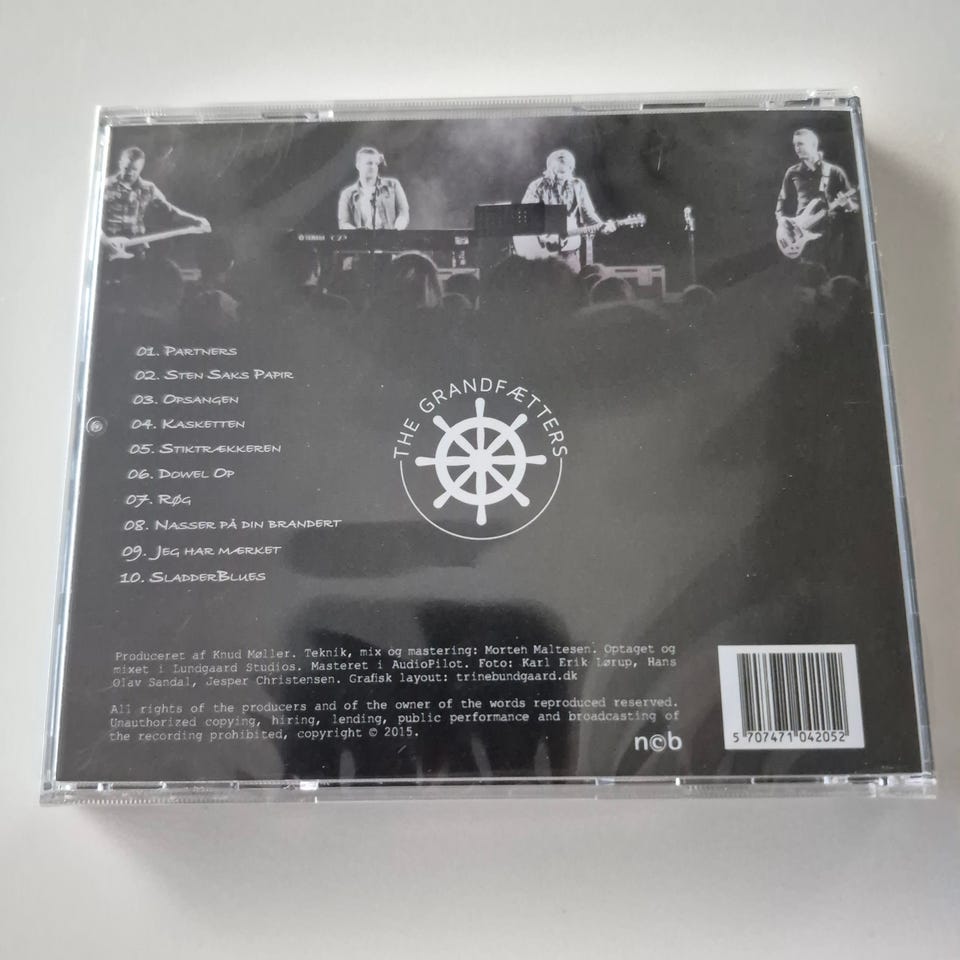 YAMAHA
01. Partners
02. Sten Saks Papir
03. Opsangen
04. Kasketten
05. Stiktrækkeren
06. Dowel Op
07. Røg
08. Nasser på din brandert
09. Jeg har mærket
10. SladderBlues
THE GRANDFÆTTERS
Produceret af Knud Møller. Teknik, mix og mastering: Morten Maltesen. Optaget og
mixet i Lundgaard Studios. Masteret i AudioPilot. Foto: Karl Erik Lørup, Hans
Olav Sandal, Jesper Christensen. Grafisk layout: trinebundgaard.dk
All rights of the producers and of the owner of the words reproduced reserved.
Unauthorized copying, hiring, lending, public performance and broadcasting of
the recording prohibited, copyright © 2015.
n©b
5 707471 042052